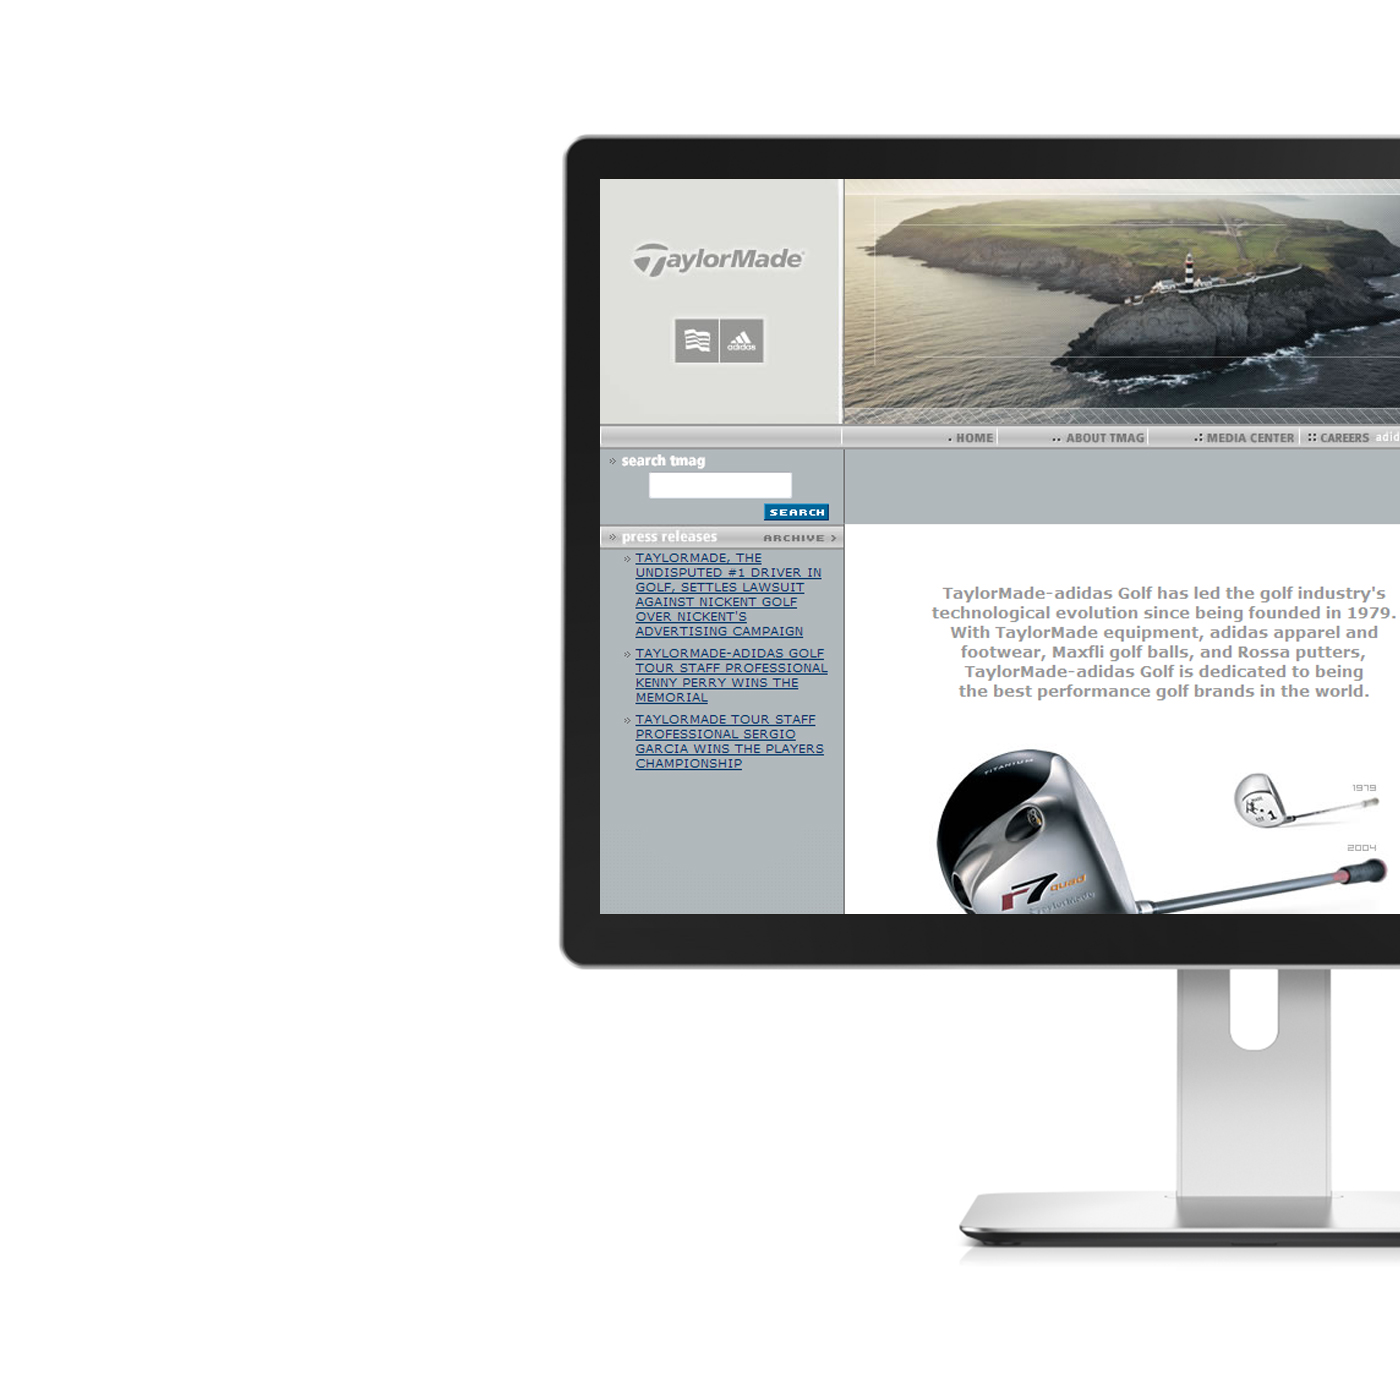 TaylorMade
adidas
HOME
ABOUT TMAG
MEDIA CENTER
CAREERS
adid
search tmag
SEARCH
press releases
ARCHIVE >
TAYLORMADE, THE
UNDISPUTED #1 DRIVER IN
GOLF, SETTLES LAWSUIT
AGAINST NICKENT GOLF
OVER NICKENT'S
ADVERTISING CAMPAIGN
TAYLORMADE-ADIDAS GOLF
TOUR STAFF PROFESSIONAL
KENNY PERRY WINS THE
MEMORIAL
TAYLORMADE TOUR STAFF
PROFESSIONAL SERGIO
GARCIA WINS THE PLAYERS
CHAMPIONSHIP
TaylorMade-adidas Golf has led the golf industry's
technological evolution since being founded in 1979.
With TaylorMade equipment, adidas apparel and
footwear, Maxfli golf balls, and Rossa putters,
TaylorMade-adidas Golf is dedicated to being
the best performance golf brands in the world.
TITANIUM
1979
1
2004
r7 quad
TaylorMade